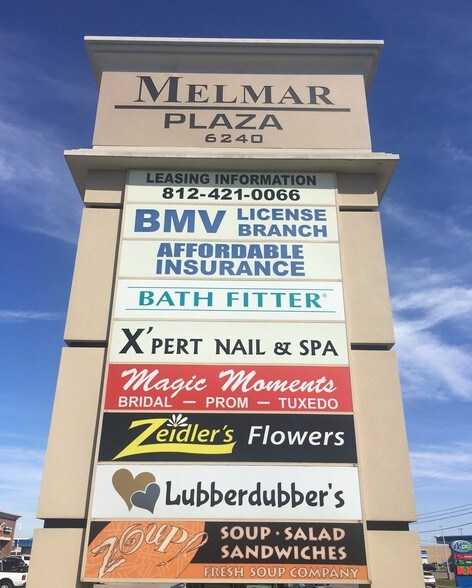 MELMAR
PLAZA
6240
LEASING INFORMATION
812-421-0066
BMV LICENSE
BRANCH
AFFORDABLE
INSURANCE
BATH FITTER®
X'PERT NAIL & SPA
Magic Moments
BRIDAL — PROM — TUXEDO
Zeidler's Flowers
Lubberdubber's
ZOUP!
SOUP · SALAD
SANDWICHES
FRESH SOUP COMPANY